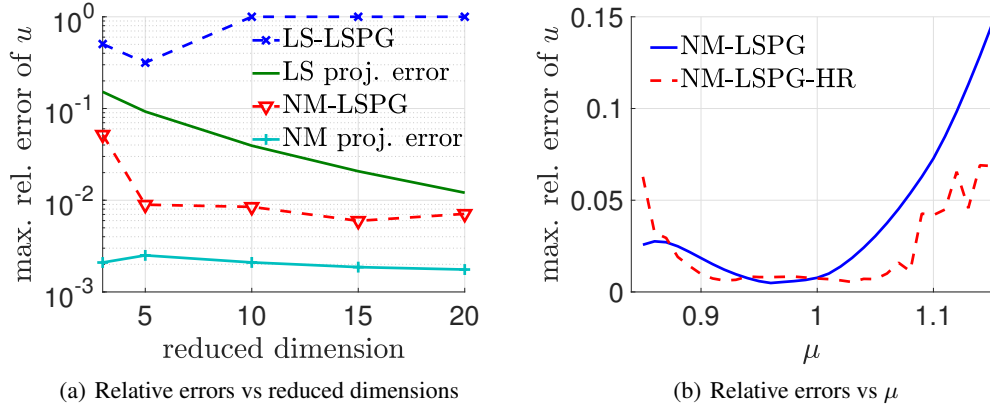 max. rel. error of u
10^0
10^-1
10^-2
10^-3
LS-LSPG
LS proj. error
NM-LSPG
NM proj. error
5
10
15
20
reduced dimension
(a) Relative errors vs reduced dimensions
max. rel. error of u
0.15
0.1
0.05
0
NM-LSPG
NM-LSPG-HR
0.9
1
1.1
μ
(b) Relative errors vs μ